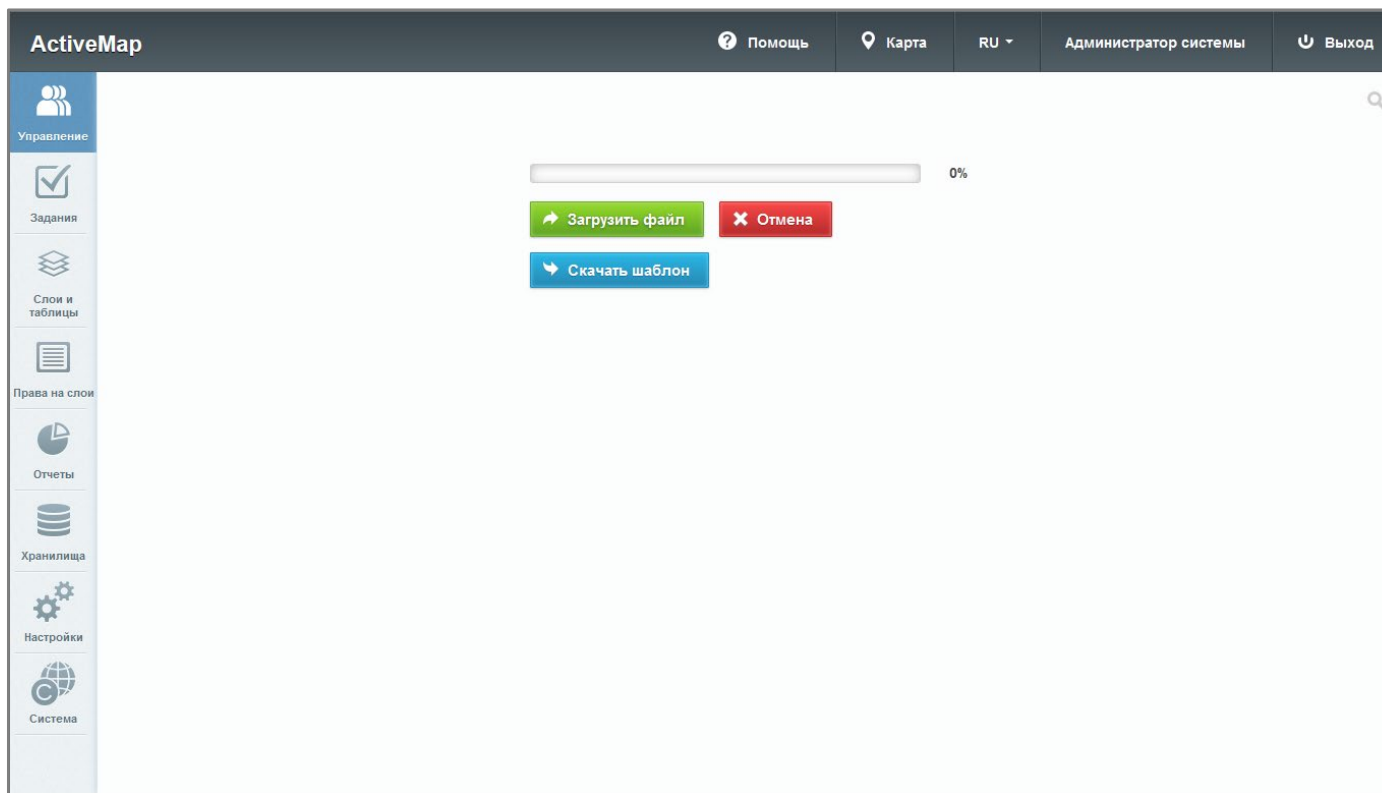 ActiveMap
Помощь
Карта
RU
Администратор системы
Выход
Управление
Задания
Слои и
таблицы
Права на слои
Отчеты
Хранилища
Настройки
Система
0%
Загрузить файл
Отмена
Скачать шаблон